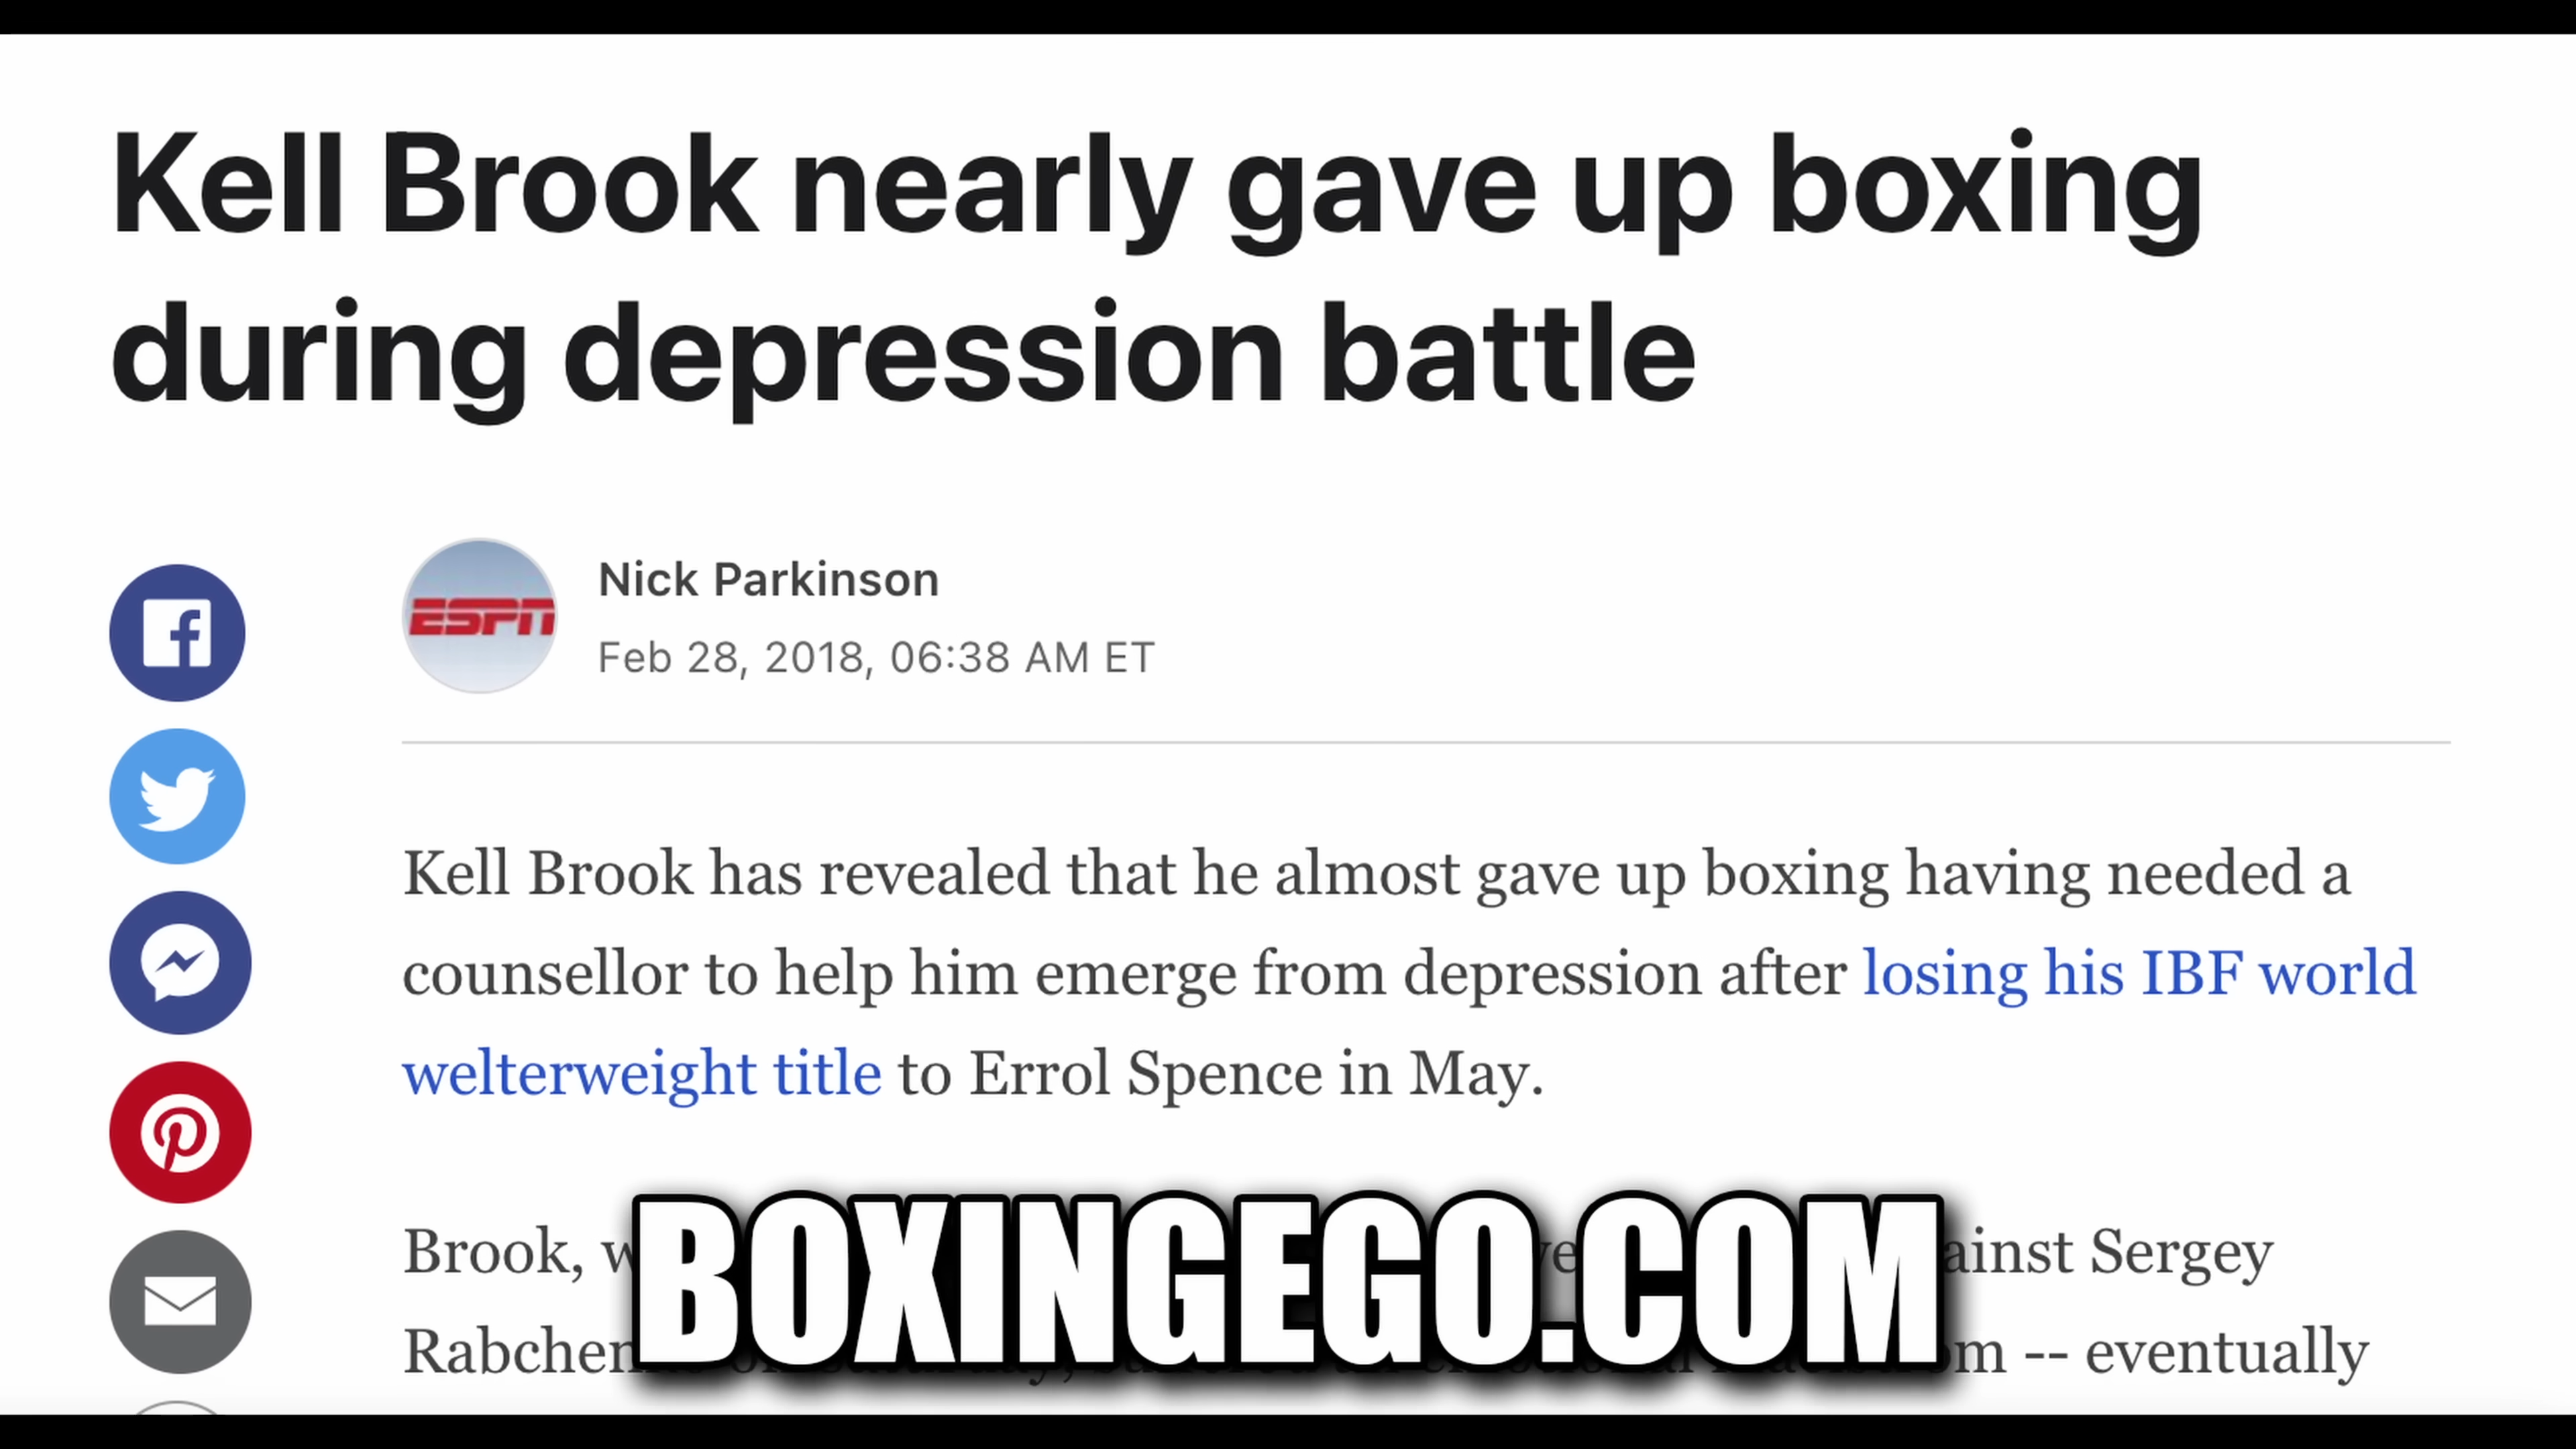 Kell Brook nearly gave up boxing
during depression battle
ESPN
Nick Parkinson
Feb 28, 2018, 06:38 AM ET
Kell Brook has revealed that he almost gave up boxing having needed a
counsellor to help him emerge from depression after losing his IBF world
welterweight title to Errol Spence in May.
Brook, ainst Sergey
-- eventually
BOXINGEGO.COM